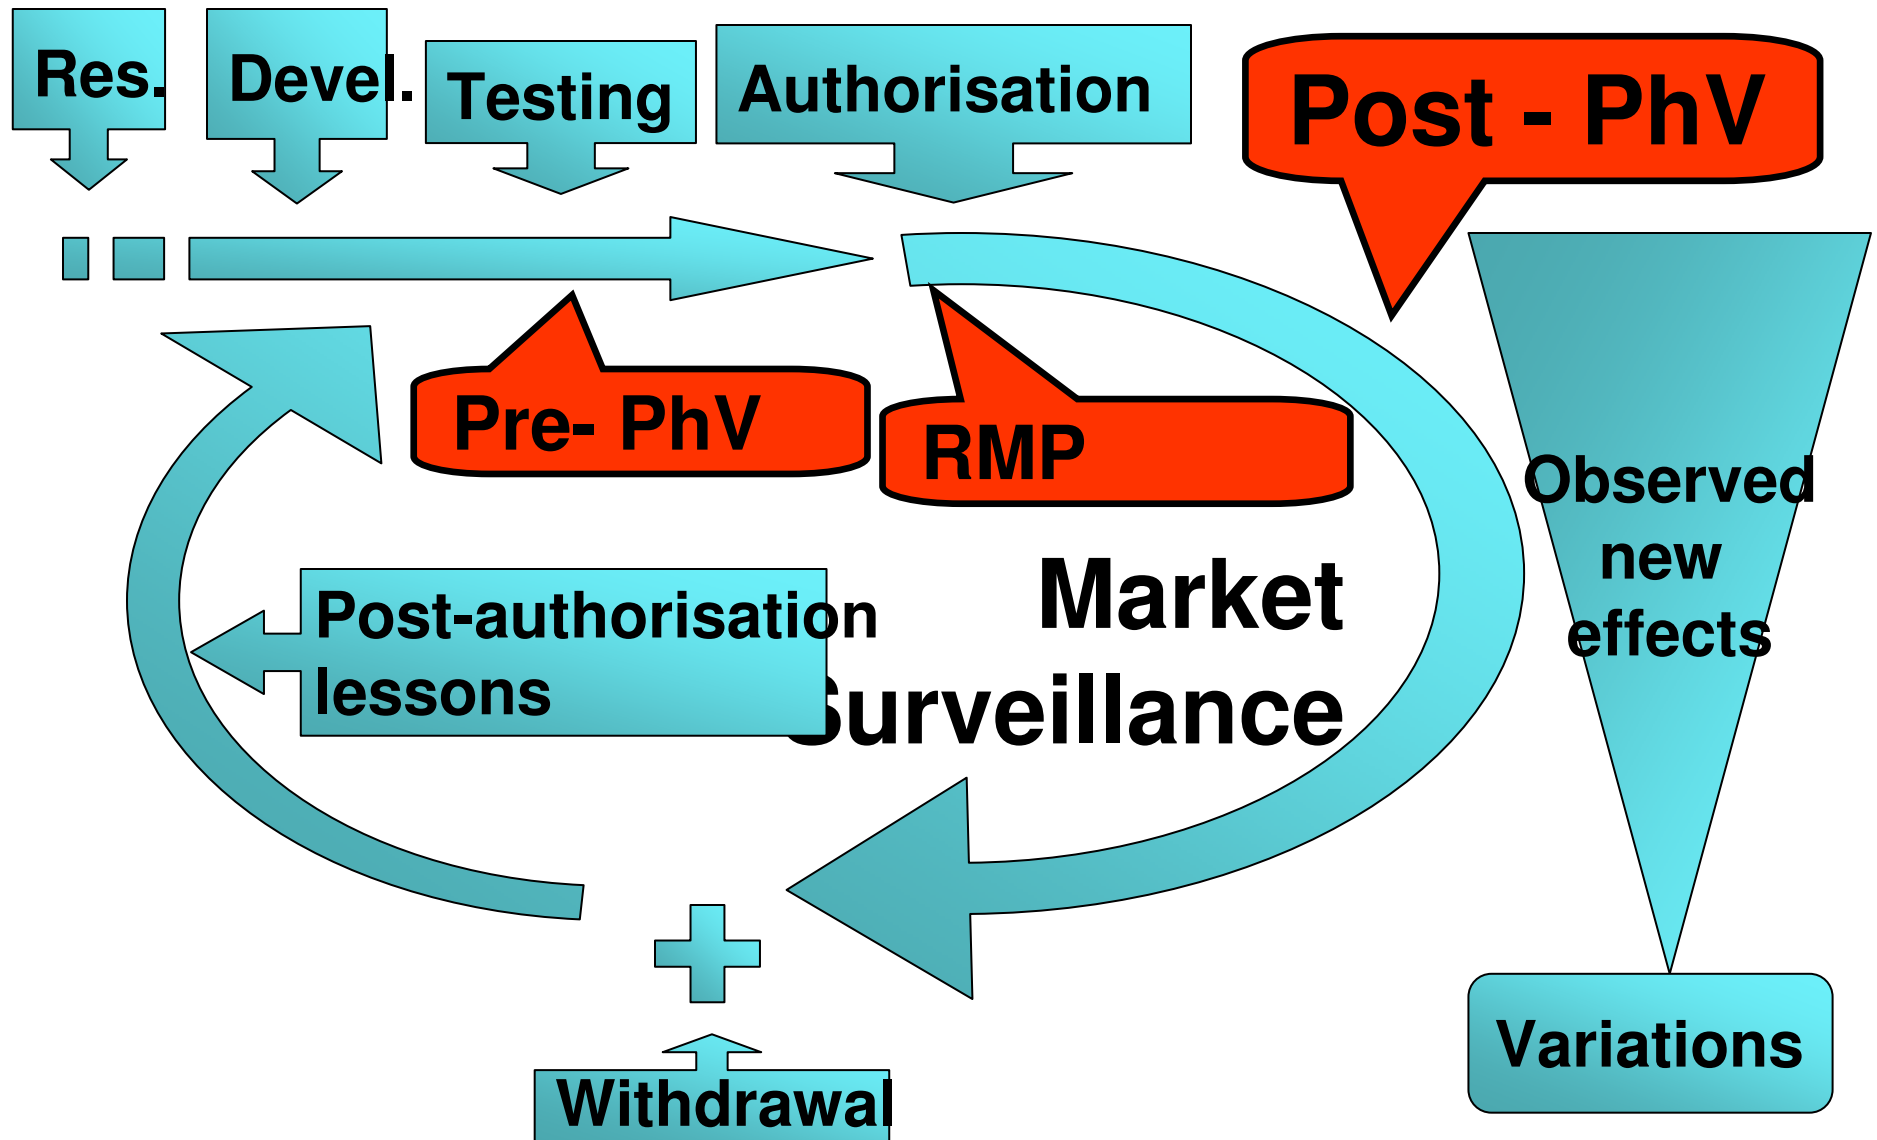 Res.
Devel.
Testing
Authorisation
Post - PhV
Pre- PhV
RMP
Observed
new
effects
Post-authorisation
lessons
Market
Surveillance
Variations
Withdrawal